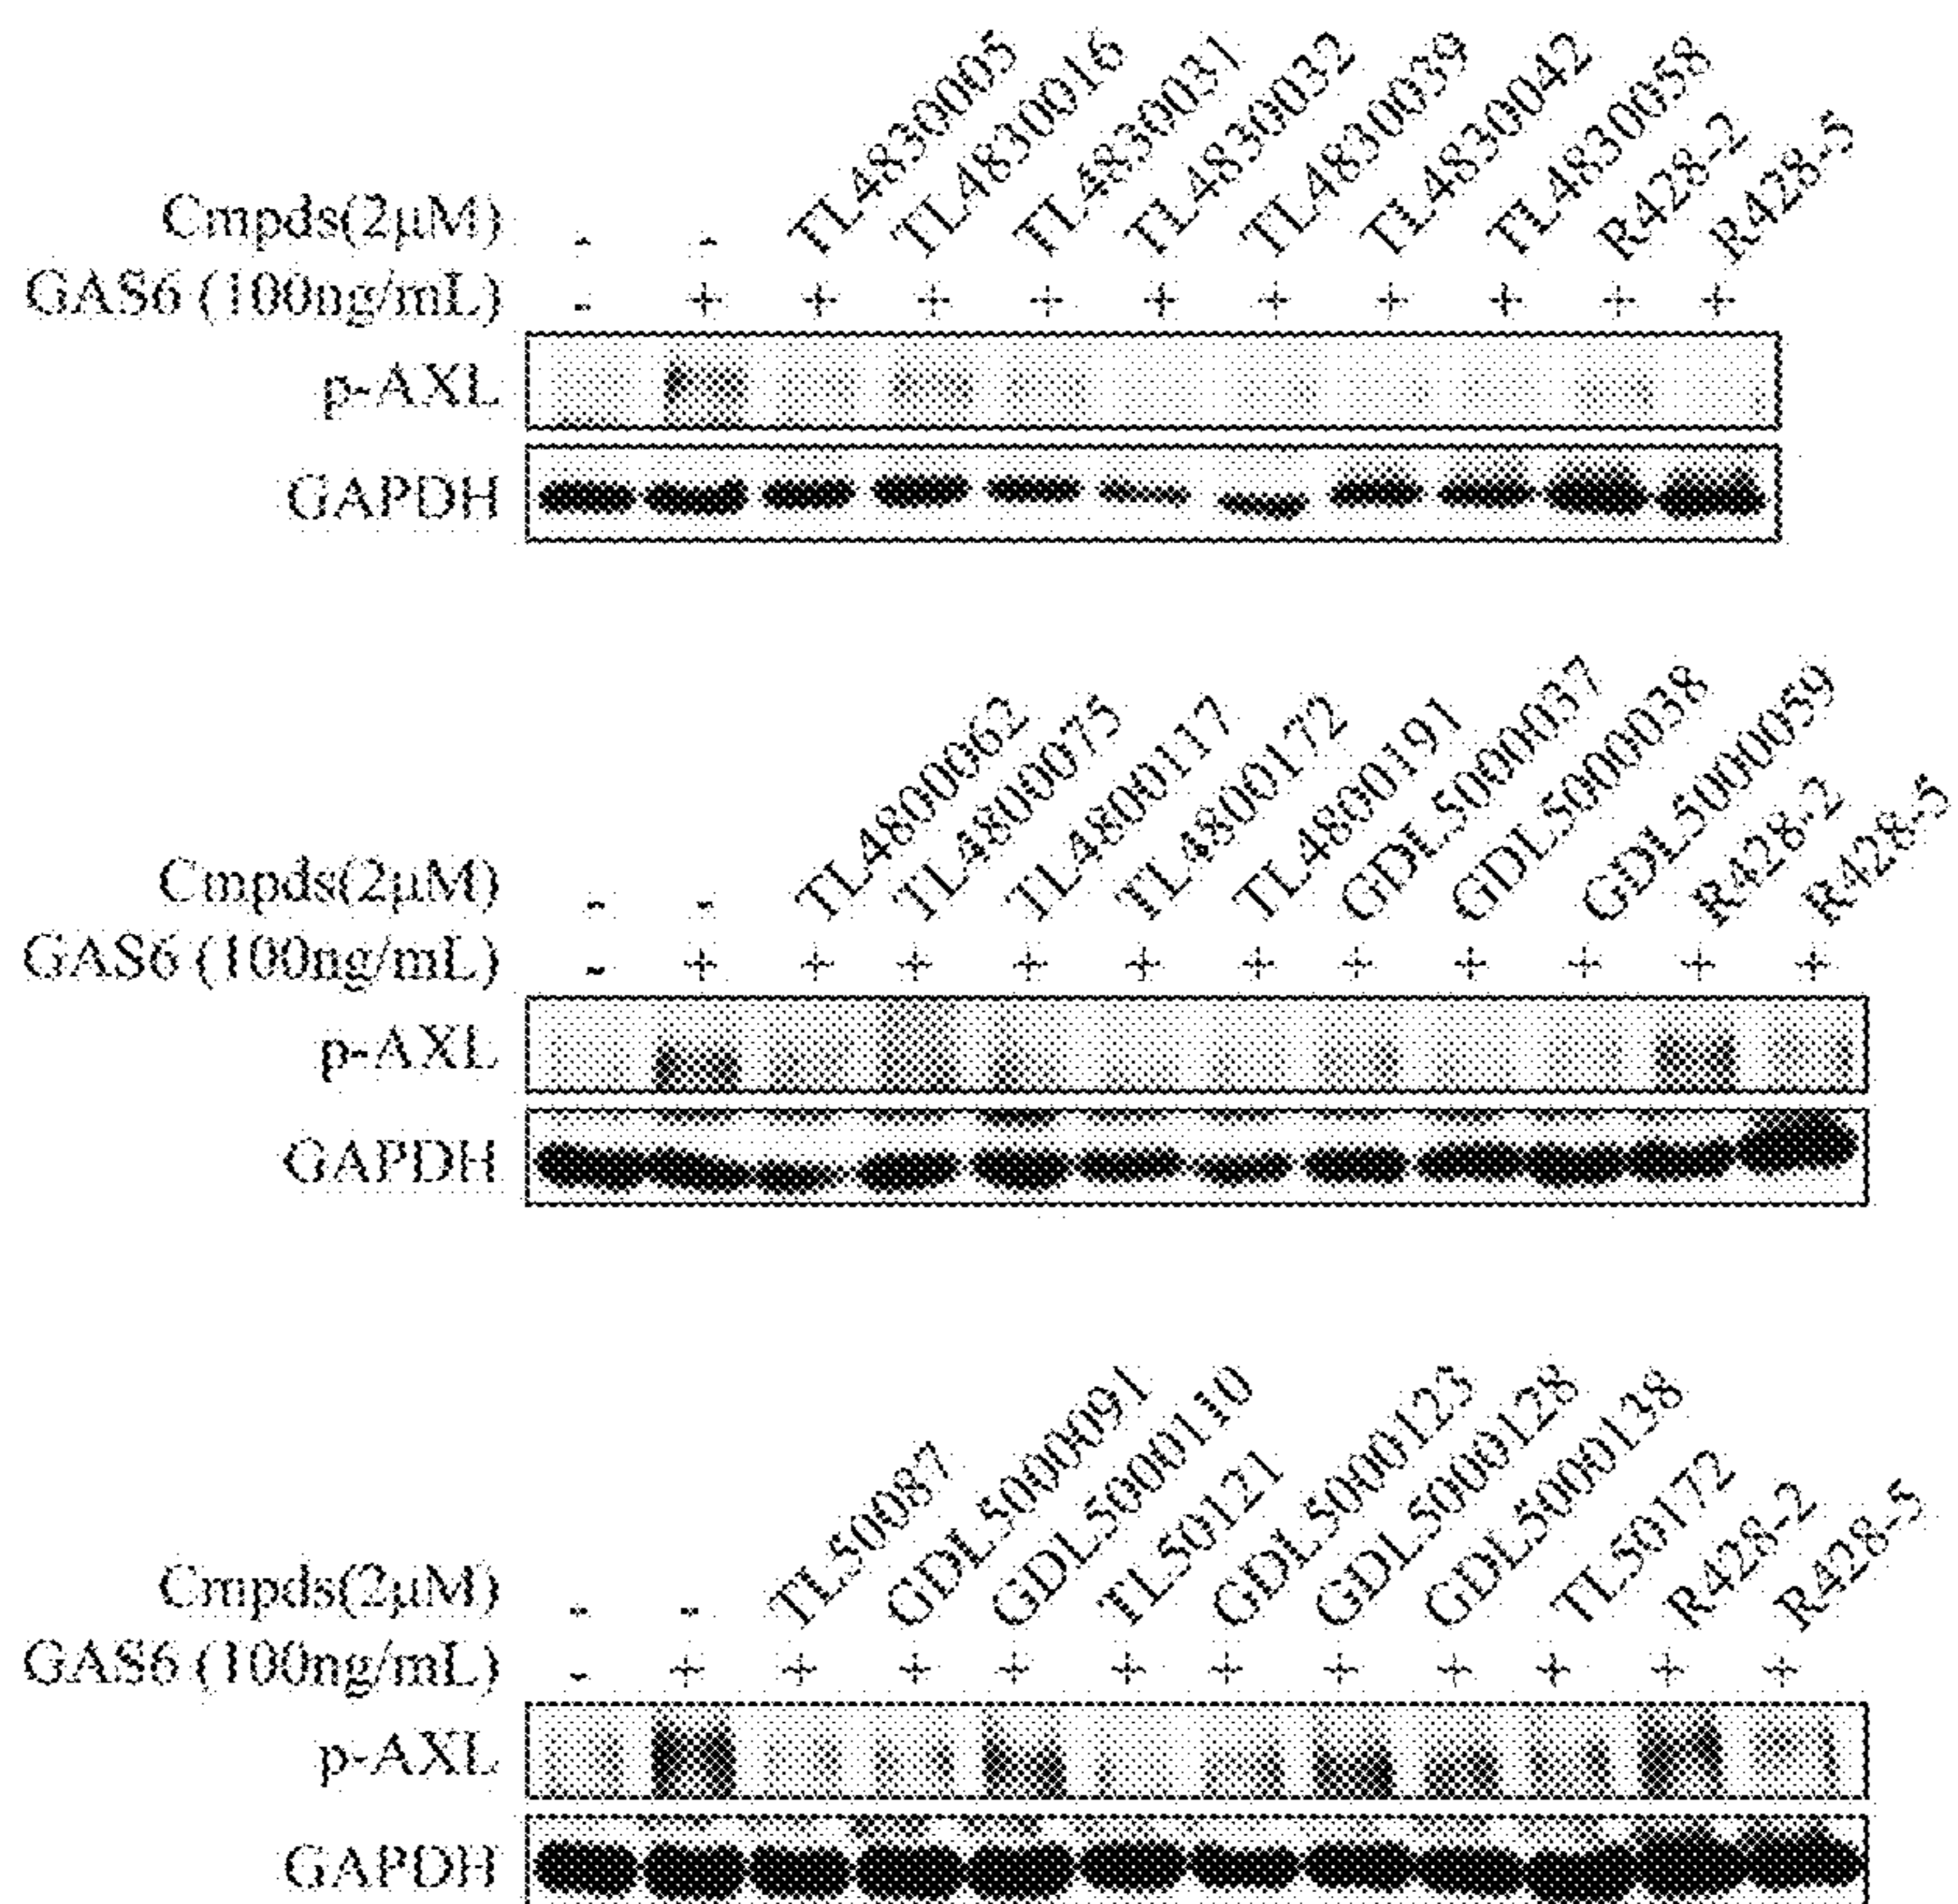 Cmpds(2μM) - - TL4830005 TL4830016 TL4830031 TL4830032 TL4830039 TL4830042 TL4830058 R428-2 R428-5
GAS6 (100ng/mL) - + + + + + + + + + +
p-AXL
GAPDH
Cmpds(2μM) - - TL4800062 TL4800075 TL4800117 TL4800172 TL4800191 GDL5000037 GDL5000038 GDL5000059 R428-2 R428-5
GAS6 (100ng/mL) - + + + + + + + + + + +
p-AXL
GAPDH
Cmpds(2μM) - - TL50087 GDL5000091 GDL5000110 TL50121 GDL5000123 GDL5000128 GDL5000138 TL50172 R428-2 R428-5
GAS6 (100ng/mL) - + + + + + + + + + + +
p-AXL
GAPDH